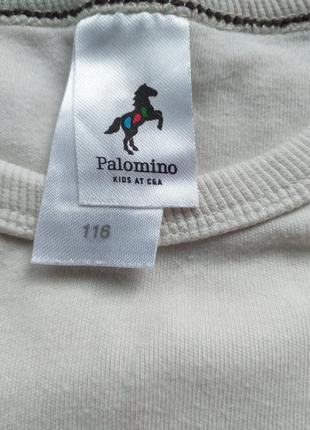 Palomino
KIDS AT C&A
116